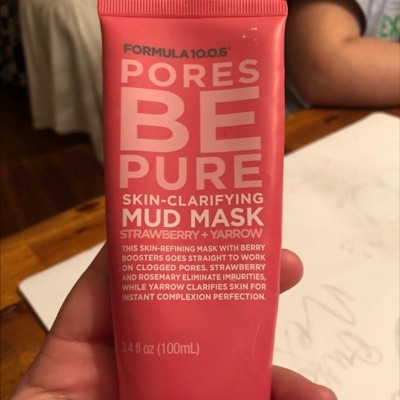 FORMULA 10.0.6™
PORES
BE
PURE
SKIN-CLARIFYING
MUD MASK
STRAWBERRY + YARROW
THIS SKIN-REFINING MASK WITH BERRY
BOOSTERS GOES STRAIGHT TO WORK
ON CLOGGED PORES. STRAWBERRY
AND ROSEMARY ELIMINATE IMPURITIES,
WHILE YARROW CLARIFIES SKIN FOR
INSTANT COMPLEXION PERFECTION.
3.4 fl oz (100mL)